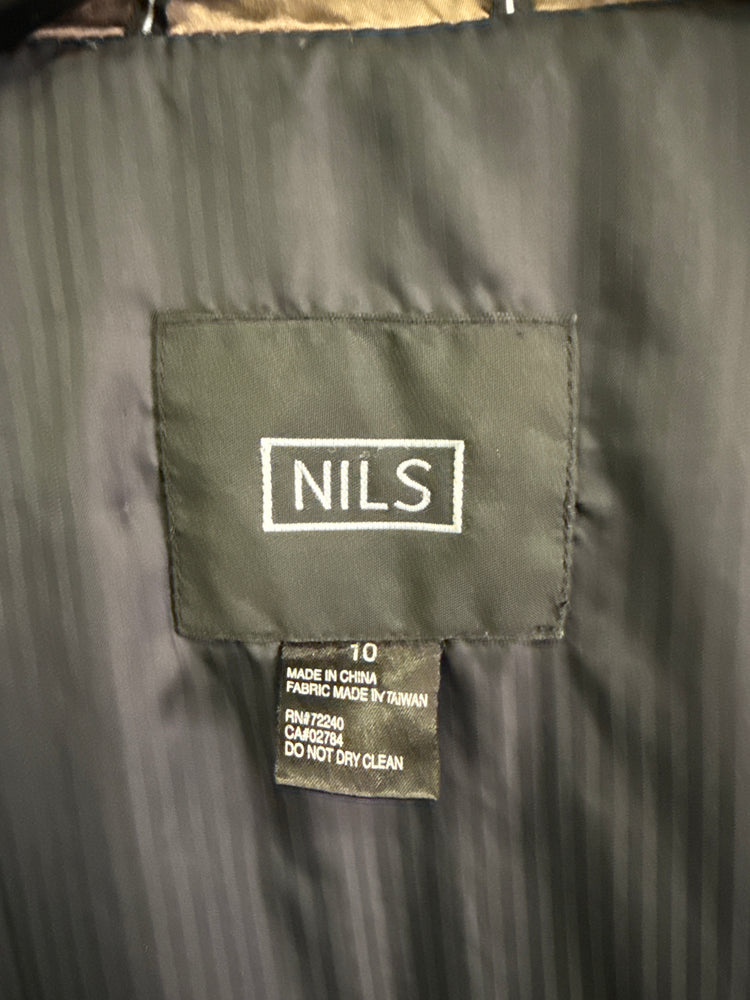 NILS
10
MADE IN CHINA
FABRIC MADE IN TAIWAN
RN#72240
CA#02784
DO NOT DRY CLEAN